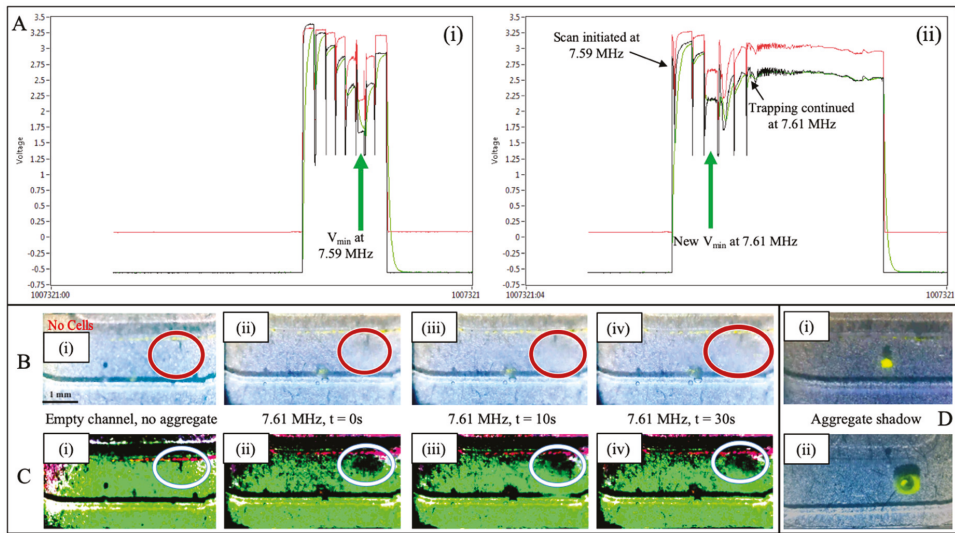 A
(i)
3.5
3.25
3
2.75
2.5
2.25
2
1.75
1.5
1.25
1
0.75
0.5
0.25
0
-0.25
-0.5
-0.75
Voltage
Vmin at
7.59 MHz
1007321:00
1007321
(ii)
3.5
3.25
3
2.75
2.5
2.25
2
1.75
1.5
1.25
1
0.75
0.5
0.25
0
-0.25
-0.5
-0.75
Voltage
Scan initiated at
7.59 MHz
Trapping continued
at 7.61 MHz
New Vmin at 7.61 MHz
1007321:04
1007321
B
No Cells
(i)
1 mm
(ii)
(iii)
(iv)
Empty channel, no aggregate
7.61 MHz, t = 0s
7.61 MHz, t = 10s
7.61 MHz, t = 30s
C
(i)
(ii)
(iii)
(iv)
(i)
Aggregate shadow
D
(ii)